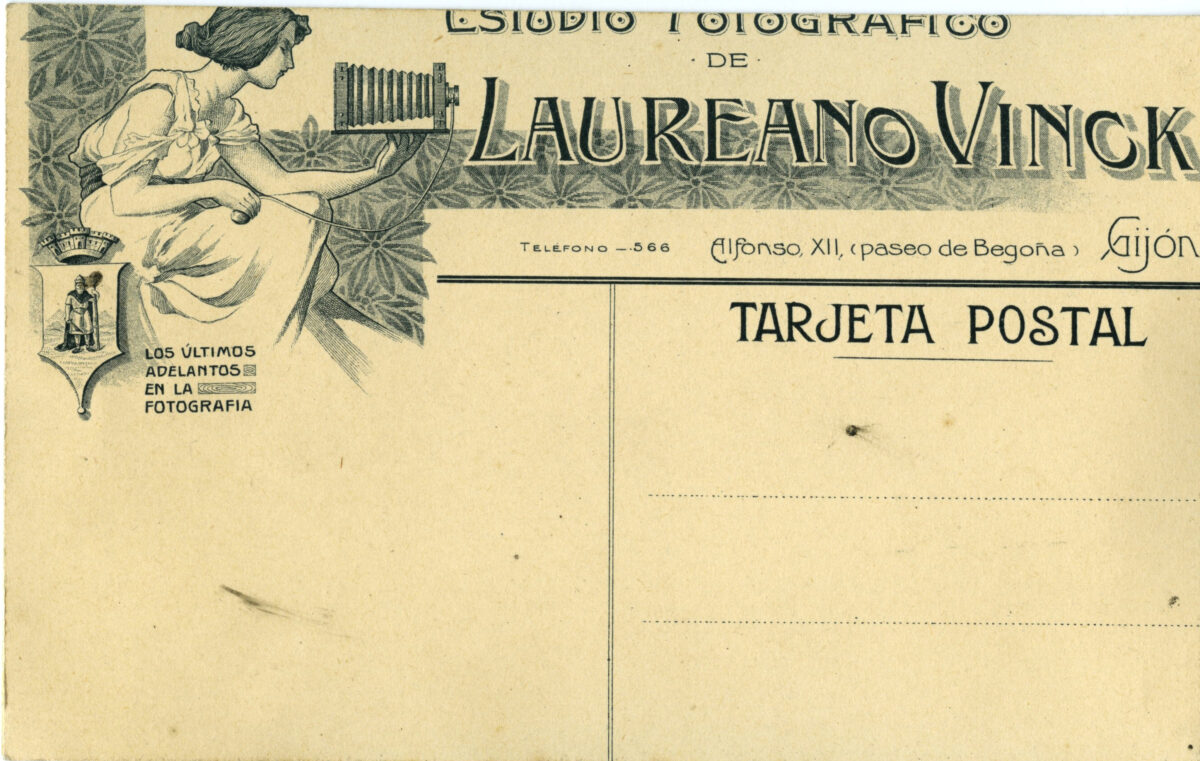 ESTUDIO FOTOGRÁFICO
· DE ·
LAUREANO VINCK
TELÉFONO —·566 Alfonso, XII, (paseo de Begoña) Gijón
TARJETA POSTAL
LOS ÚLTIMOS
ADELANTOS
EN LA
FOTOGRAFIA